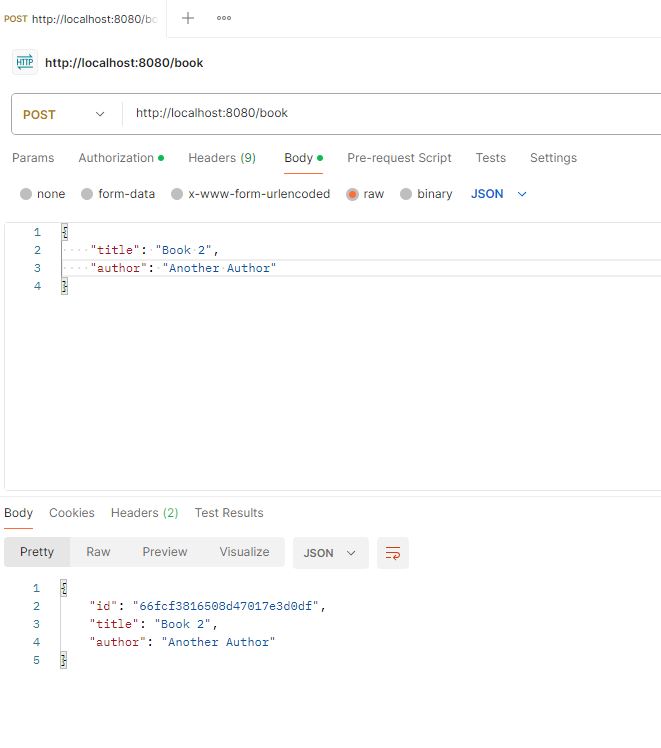 POST http://localhost:8080/bo
HTTP http://localhost:8080/book
POST http://localhost:8080/book
Params Authorization Headers (9) Body Pre-request Script Tests Settings
none form-data x-www-form-urlencoded raw binary JSON
1 {
2 "title": "Book 2",
3 "author": "Another Author"
4 }
Body Cookies Headers (2) Test Results
Pretty Raw Preview Visualize JSON
1 {
2 "id": "66fcf3816508d47017e3d0df",
3 "title": "Book 2",
4 "author": "Another Author"
5 }